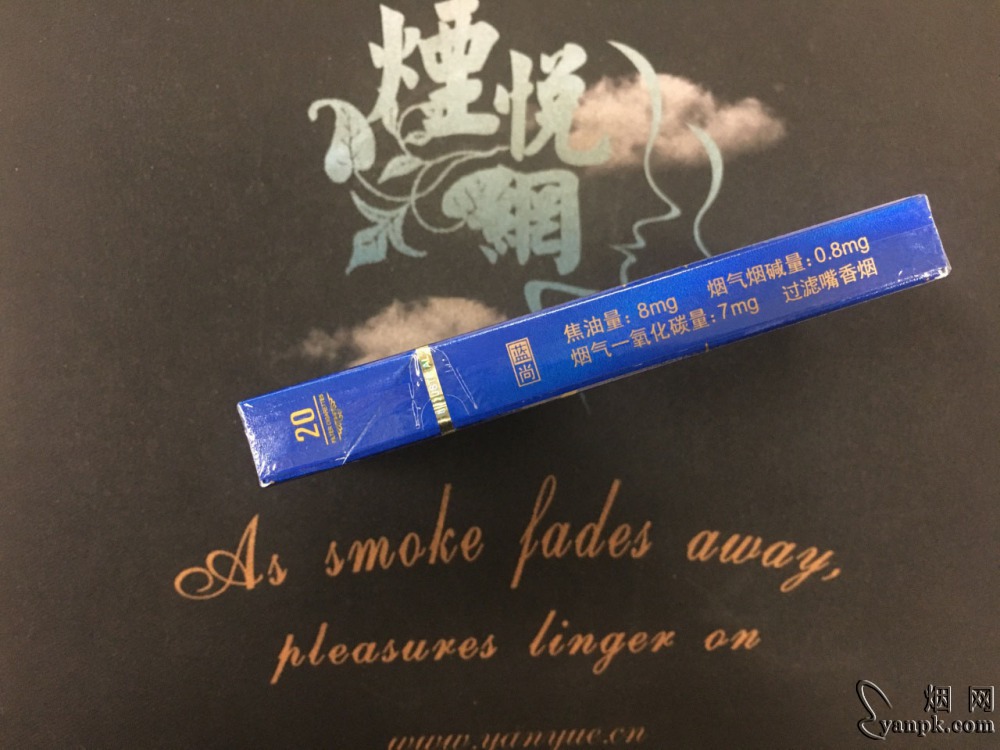 煙悦
網
焦油量：8mg 烟气烟碱量：0.8mg
烟气一氧化碳量：7mg 过滤嘴香烟
蓝尚
20
FILTER CIGARETTES
As smoke fades away,
pleasures linger on
www.yanyue.cn
烟网
yanpk.com